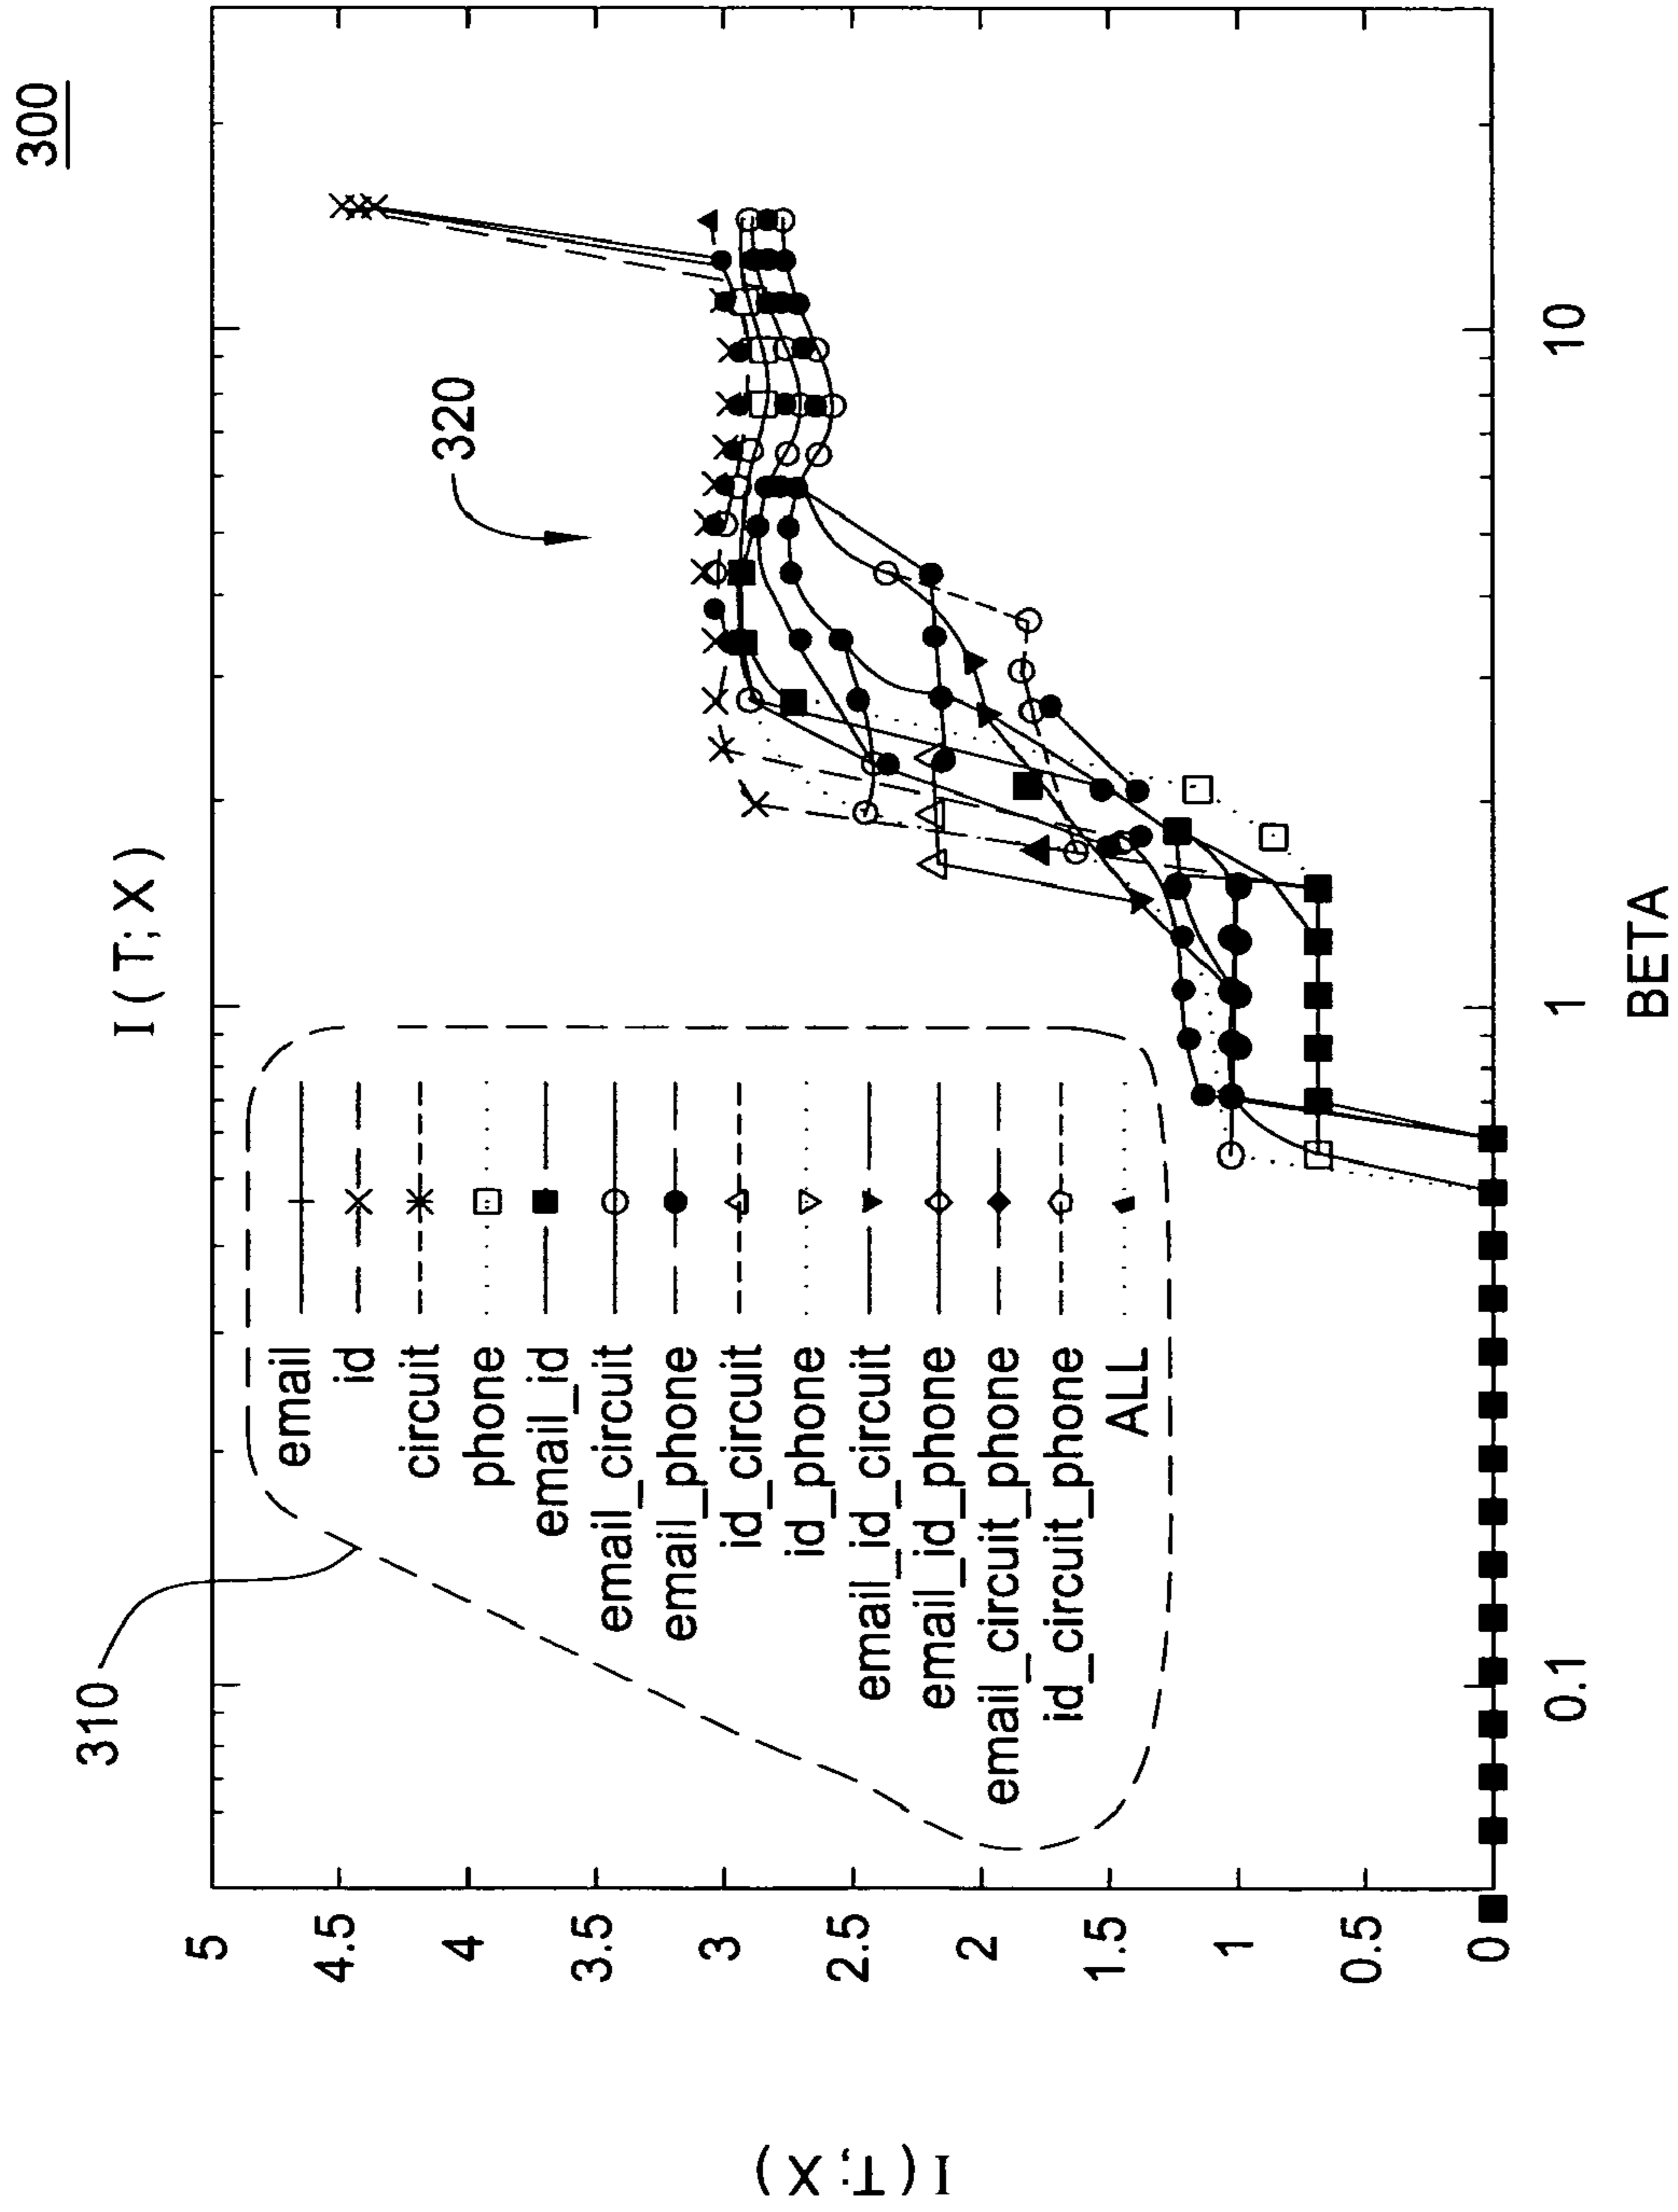 300
I ( T; X )
310
320
email
id
circuit
phone
email_id
email_circuit
email_phone
id_circuit
id_phone
email_id_circuit
email_id_phone
email_circuit_phone
id_circuit_phone
ALL
I ( T; X )
5
4.5
4
3.5
3
2.5
2
1.5
1
0.5
0
0.1
1
10
BETA